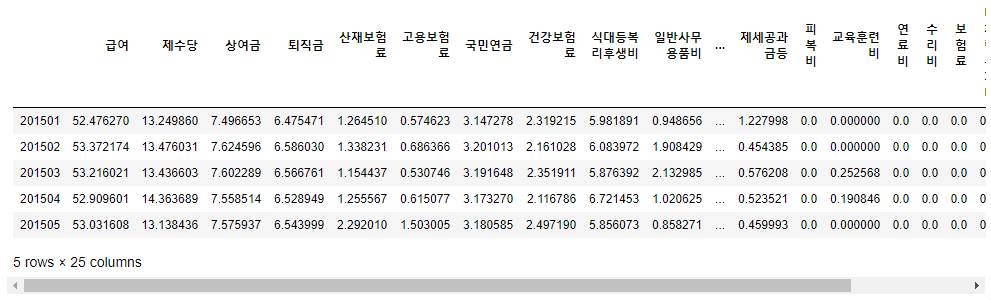 급여 제수당 상여금 퇴직금 산재보험료 고용보험료 국민연금 건강보험료 식대등복리후생비 일반사무용품비 ... 제세공과금등 피복비 교육훈련비 연료비 수리비 보험료
201501 52.476270 13.249860 7.496653 6.475471 1.264510 0.574623 3.147278 2.319215 5.981891 0.948656 ... 1.227998 0.0 0.000000 0.0 0.0 0.0
201502 53.372174 13.476031 7.624596 6.586030 1.338231 0.686366 3.201013 2.161028 6.083972 1.908429 ... 0.454385 0.0 0.000000 0.0 0.0 0.0
201503 53.216021 13.436603 7.602289 6.566761 1.154437 0.530746 3.191648 2.351911 5.876392 2.132985 ... 0.576208 0.0 0.252568 0.0 0.0 0.0
201504 52.909601 14.363689 7.558514 6.528949 1.255567 0.615077 3.173270 2.116786 6.721453 1.020625 ... 0.523521 0.0 0.190846 0.0 0.0 0.0
201505 53.031608 13.138436 7.575937 6.543999 2.292010 1.503005 3.180585 2.497190 5.856073 0.858271 ... 0.459993 0.0 0.000000 0.0 0.0 0.0
5 rows × 25 columns